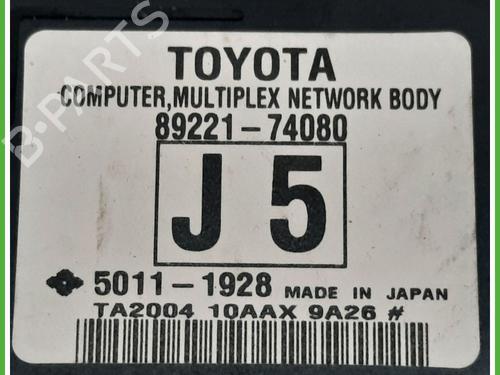 B-PARTS
TOYOTA
COMPUTER, MULTIPLEX NETWORK BODY
89221-74080
J 5
5011-1928 MADE IN JAPAN
TA2004 10AAX 9A26 #